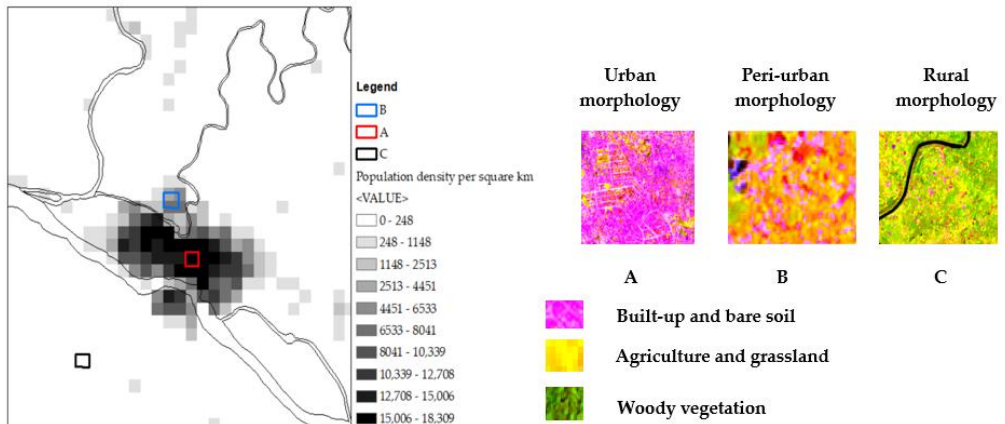 Legend
B
A
C
Population density per square km
<VALUE>
0 - 248
248 - 1148
1148 - 2513
2513 - 4451
4451 - 6533
6533 - 8041
8041 - 10,339
10,339 - 12,708
12,708 - 15,006
15,006 - 18,309
Urban
morphology
Peri-urban
morphology
Rural
morphology
A
B
C
Built-up and bare soil
Agriculture and grassland
Woody vegetation